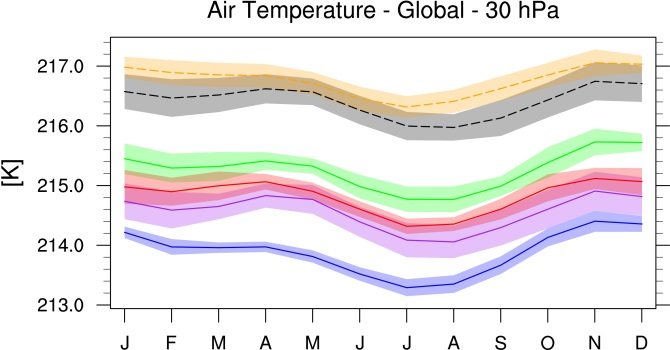 Air Temperature - Global - 30 hPa
217.0
216.0
215.0
214.0
213.0
[K]
J F M A M J J A S O N D